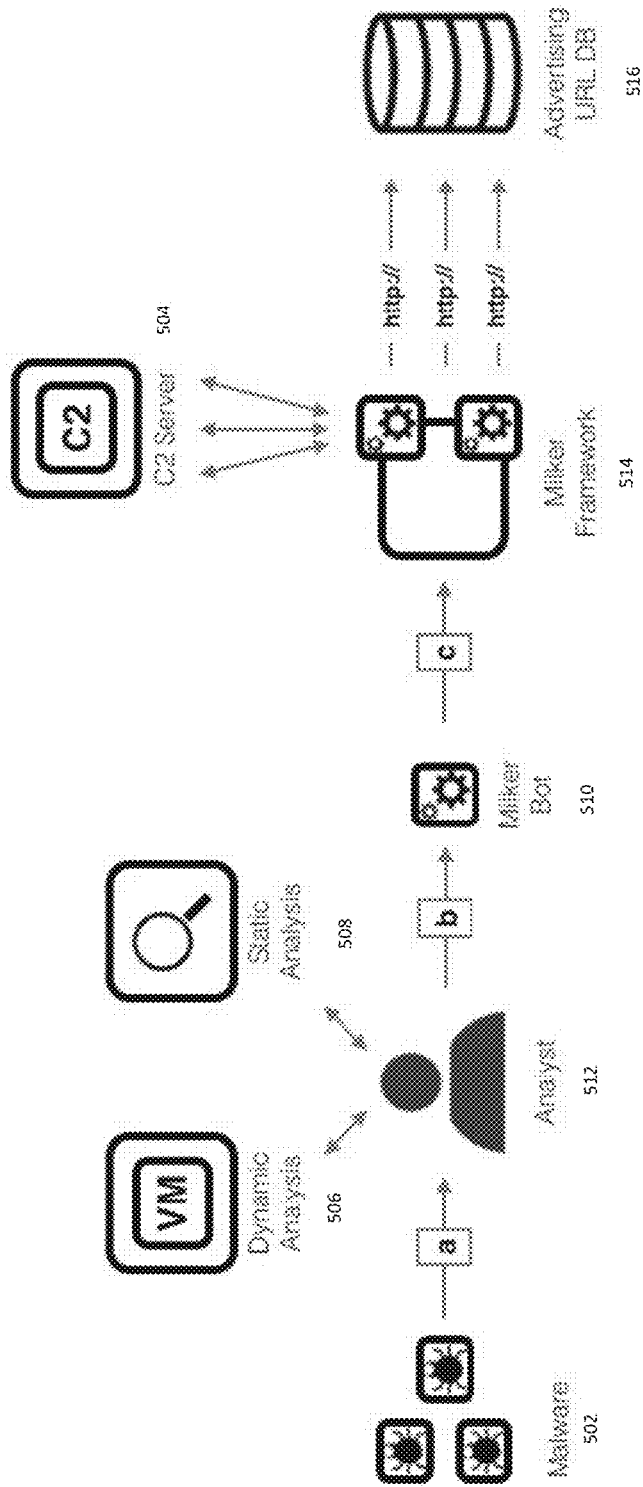 VM
Dynamic
Analysis
506
Static
Analysis
508
C2
C2 Server
504
Malware
502
a
Analyst
512
b
Milker
Bot
510
c
Milker
Framework
514
http://
http://
http://
Advertising
URL DB
516